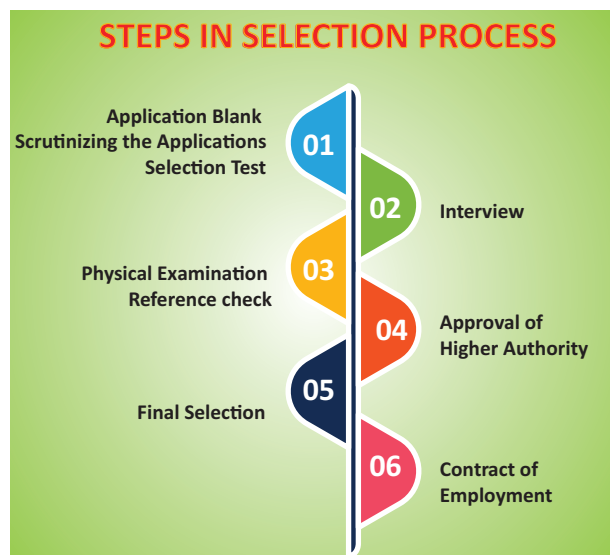 STEPS IN SELECTION PROCESS
Application Blank
Scrutinizing the Applications
Selection Test
01
02
Interview
Physical Examination
Reference check
03
04
Approval of
Higher Authority
Final Selection
05
06
Contract of
Employment